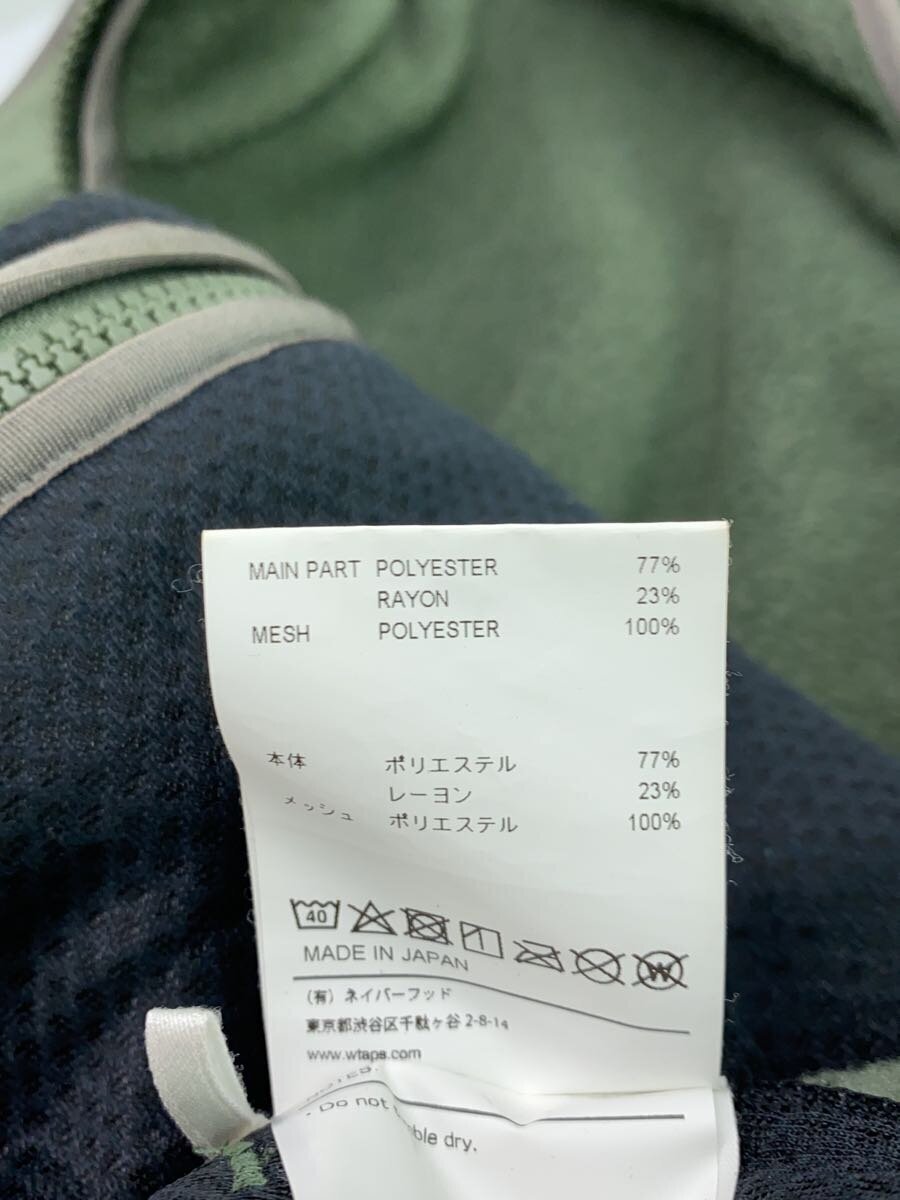 MAIN PART POLYESTER 77%
RAYON 23%
MESH POLYESTER 100%
本体 ポリエステル 77%
レーヨン 23%
メッシュ ポリエステル 100%
40
W
MADE IN JAPAN
(有) ネイバーフッド
東京都渋谷区千駄ヶ谷 2-8-14
www.wtaps.com
- Do not
ble dry.